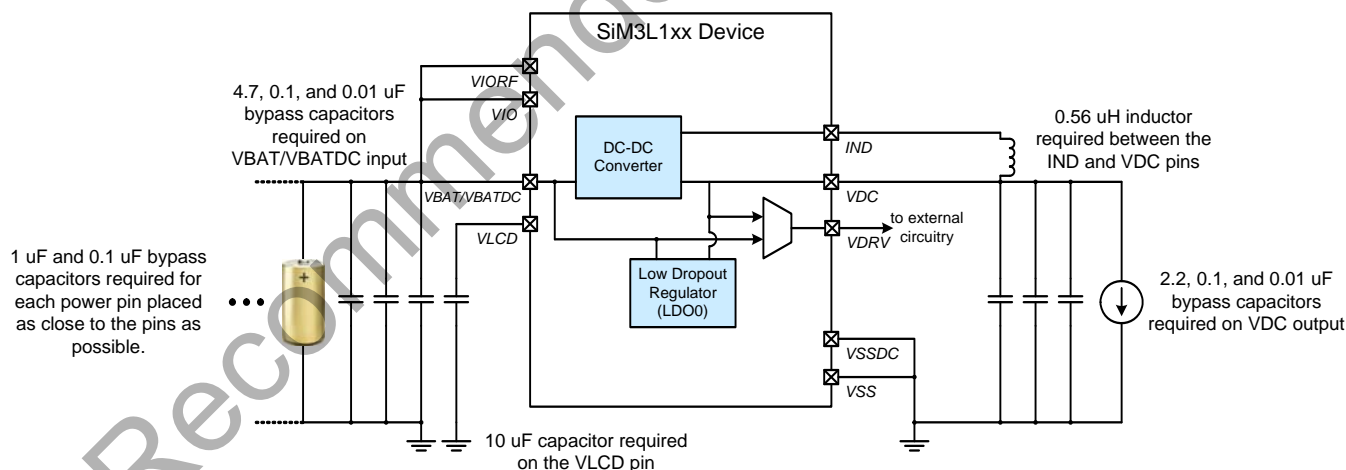 SiM3L1xx Device
VIORF
VIO
4.7, 0.1, and 0.01 uF
bypass capacitors
required on
VBAT/VBATDC input
DC-DC
Converter
IND
0.56 uH inductor
required between the
IND and VDC pins
VBAT/VBATDC
VDC
VLCD
VDRV
to external
circuitry
1 uF and 0.1 uF bypass
capacitors required for
each power pin placed
as close to the pins as
possible.
+
Low Dropout
Regulator
(LDO0)
2.2, 0.1, and 0.01 uF
bypass capacitors
required on VDC output
VSSDC
VSS
10 uF capacitor required
on the VLCD pin
Recommended